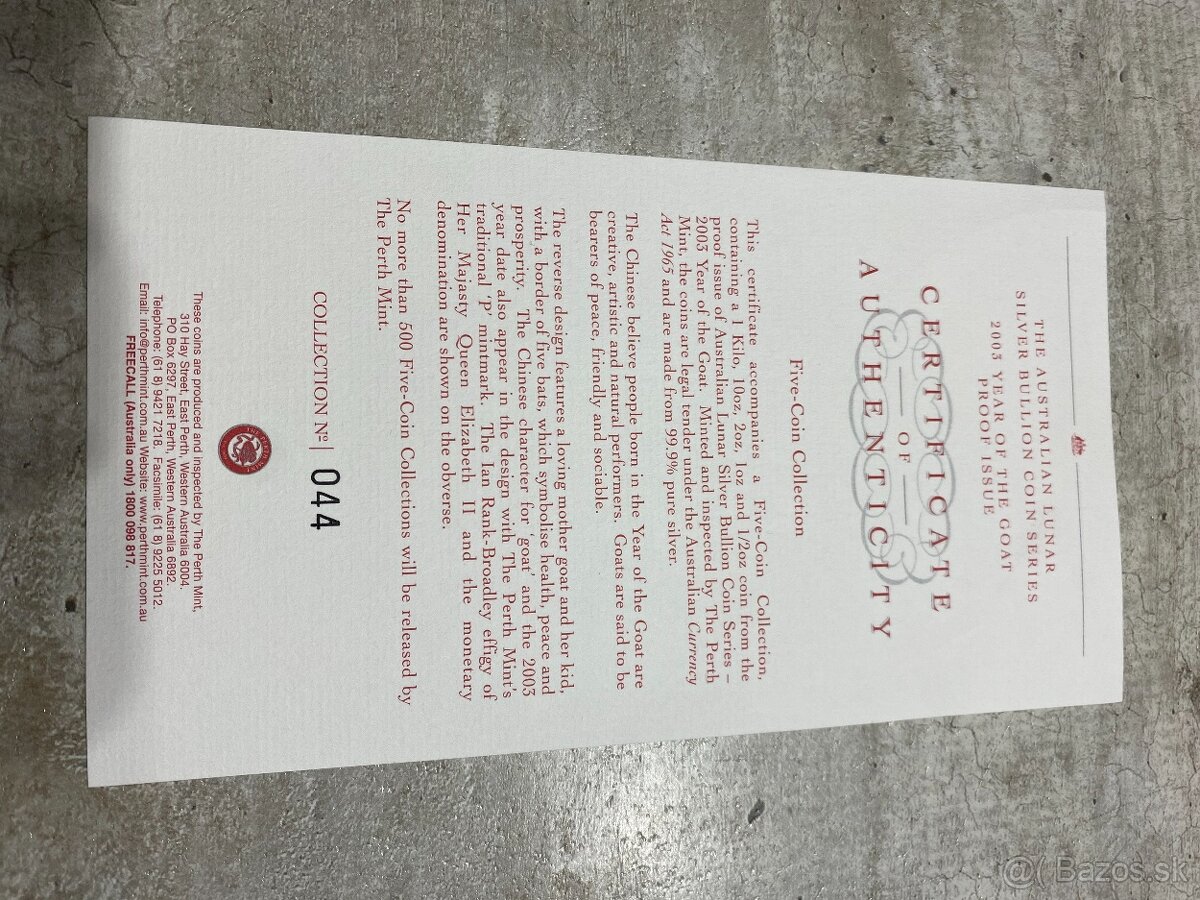 THE AUSTRALIAN LUNAR
SILVER BULLION COIN SERIES
2003 YEAR OF THE GOAT
PROOF ISSUE
CERTIFICATE
OF
AUTHENTICITY
Five-Coin Collection
This certificate accompanies a Five-Coin Collection,
containing a 1 Kilo, 10oz, 2oz, 1oz and 1/2oz coin from the
proof issue of Australian Lunar Silver Bullion Coin Series –
2003 Year of the Goat. Minted and inspected by The Perth
Mint, the coins are legal tender under the Australian Currency
Act 1965 and are made from 99.9% pure silver.
The Chinese believe people born in the Year of the Goat are
creative, artistic and natural performers. Goats are said to be
bearers of peace, friendly and sociable.
The reverse design features a loving mother goat and her kid,
with a border of five bats, which symbolise health, peace and
prosperity. The Chinese character for 'goat' and the 2003
year date also appear in the design with The Perth Mint's
traditional 'P' mintmark. The Ian Rank-Broadley effigy of
Her Majasty Queen Elizabeth II and the monetary
denomination are shown on the obverse.
No more than 500 Five-Coin Collections will be released by
The Perth Mint.
COLLECTION Nº | 044
These coins are produced and inspected by The Perth Mint,
310 Hay Street, East Perth, Western Australia 6004.
PO Box 6297, East Perth, Western Australia 6892.
Telephone: (61 8) 9421 7218. Facsimile: (61 8) 9225 5012.
Email: info@perthmint.com.au Website: www.perthmint.com.au
FREECALL (Australia only) 1800 098 817.
@( Bazos.sk